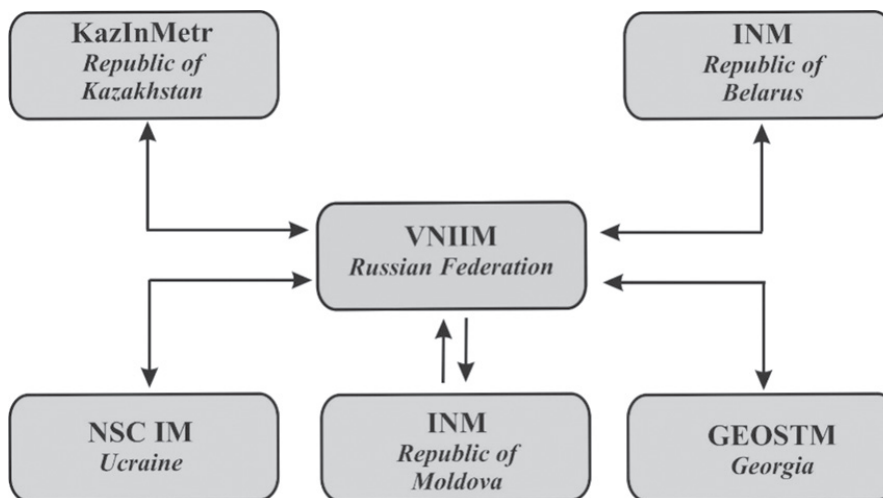 KazInMetr
Republic of
Kazakhstan
INM
Republic of
Belarus
VNIIM
Russian Federation
NSC IM
Ucraine
INM
Republic of
Moldova
GEOSTM
Georgia